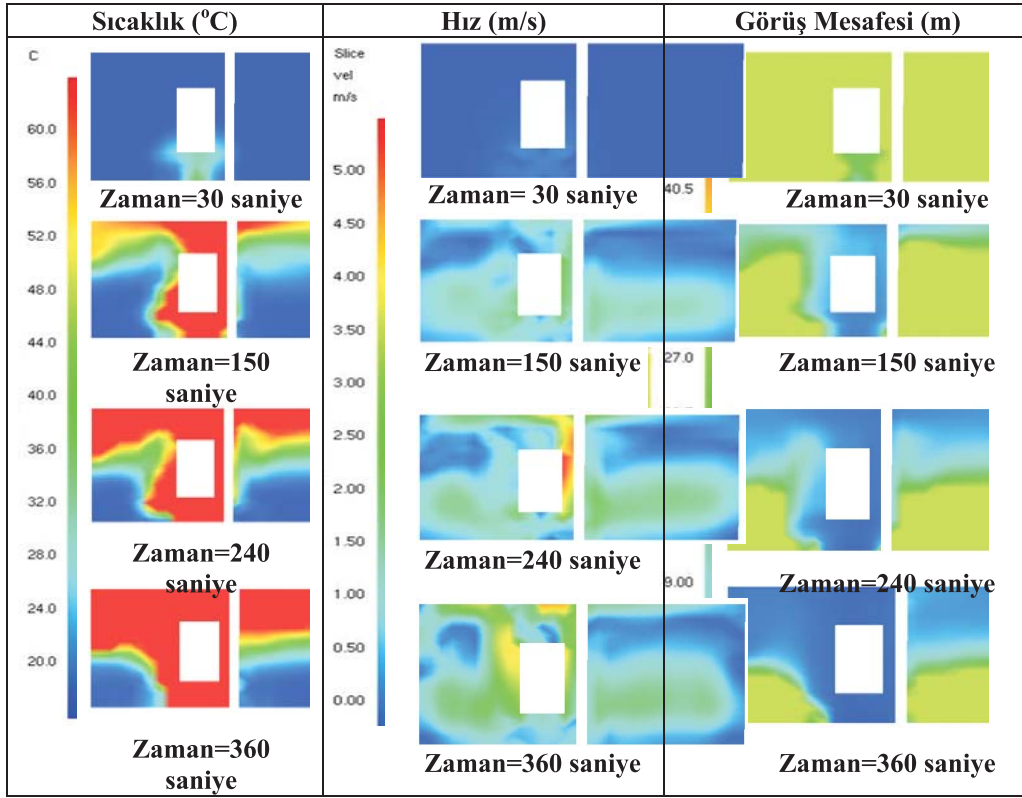 Sıcaklık (°C)
Hız (m/s)
Görüş Mesafesi (m)
C
60.0
56.0
52.0
48.0
44.0
40.0
36.0
32.0
28.0
24.0
20.0
Zaman=30 saniye
Zaman=150
saniye
Zaman=240
saniye
Zaman=360
saniye
Slice
vel
m/s
5.00
4.50
4.00
3.50
3.00
2.50
2.00
1.50
1.00
0.50
0.00
Zaman= 30 saniye
Zaman=150 saniye
Zaman=240 saniye
Zaman=360 saniye
40.5
27.0
9.00
Zaman=30 saniye
Zaman=150 saniye
Zaman=240 saniye
Zaman=360 saniye